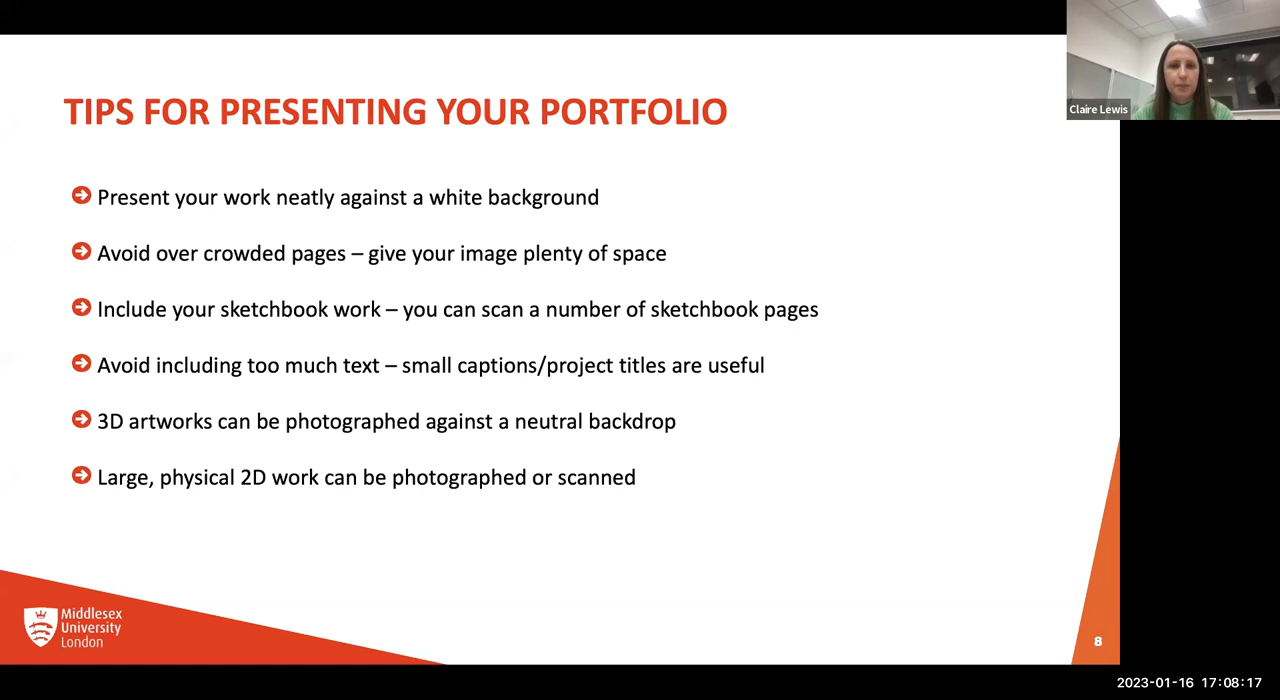 TIPS FOR PRESENTING YOUR PORTFOLIO
Claire Lewis
Present your work neatly against a white background
Avoid over crowded pages – give your image plenty of space
Include your sketchbook work – you can scan a number of sketchbook pages
Avoid including too much text – small captions/project titles are useful
3D artworks can be photographed against a neutral backdrop
Large, physical 2D work can be photographed or scanned
Middlesex
University
London
8
2023-01-16 17:08:17